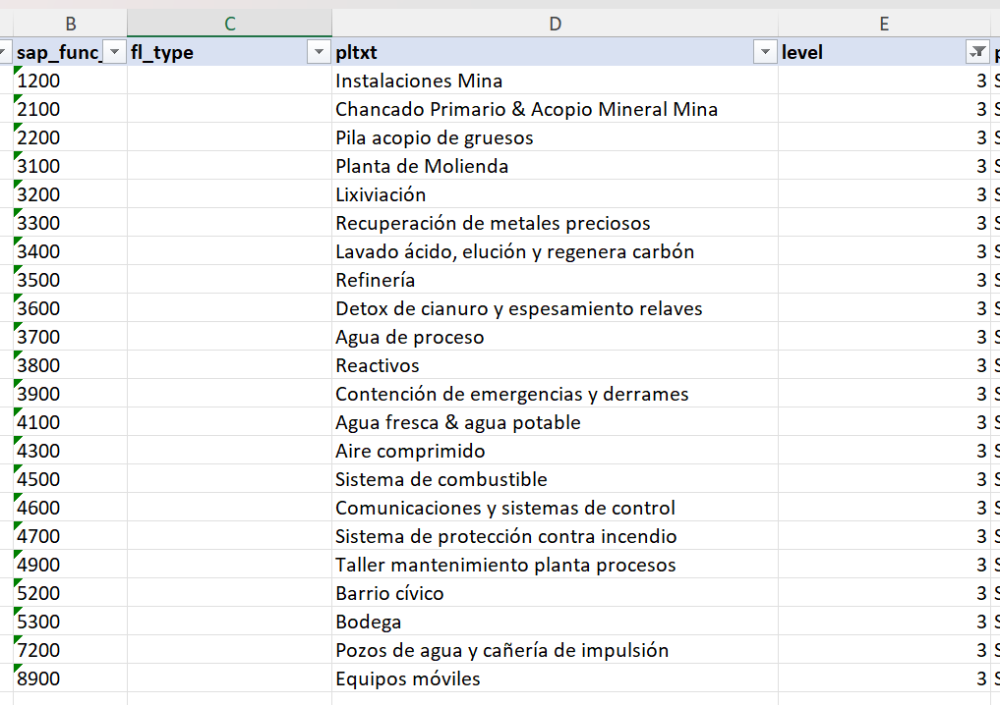 B C D E
sap_func_ fl_type pltxt level
1200 Instalaciones Mina 3
2100 Chancado Primario & Acopio Mineral Mina 3
2200 Pila acopio de gruesos 3
3100 Planta de Molienda 3
3200 Lixiviación 3
3300 Recuperación de metales preciosos 3
3400 Lavado ácido, elución y regenera carbón 3
3500 Refinería 3
3600 Detox de cianuro y espesamiento relaves 3
3700 Agua de proceso 3
3800 Reactivos 3
3900 Contención de emergencias y derrames 3
4100 Agua fresca & agua potable 3
4300 Aire comprimido 3
4500 Sistema de combustible 3
4600 Comunicaciones y sistemas de control 3
4700 Sistema de protección contra incendio 3
4900 Taller mantenimiento planta procesos 3
5200 Barrio cívico 3
5300 Bodega 3
7200 Pozos de agua y cañería de impulsión 3
8900 Equipos móviles 3